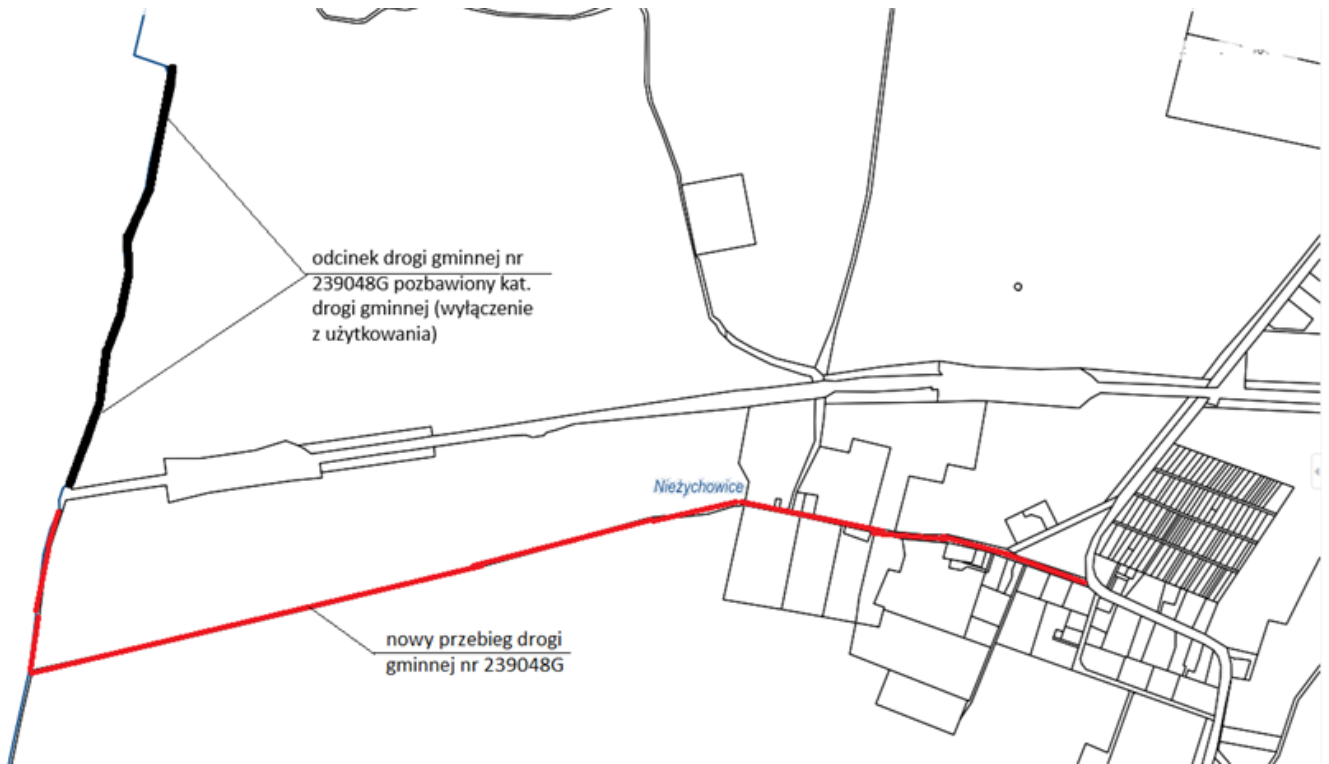 odcinek drogi gminnej nr
239048G pozbawiony kat.
drogi gminnej (wyłączenie
z użytkowania)
Nieżychowice
nowy przebieg drogi
gminnej nr 239048G